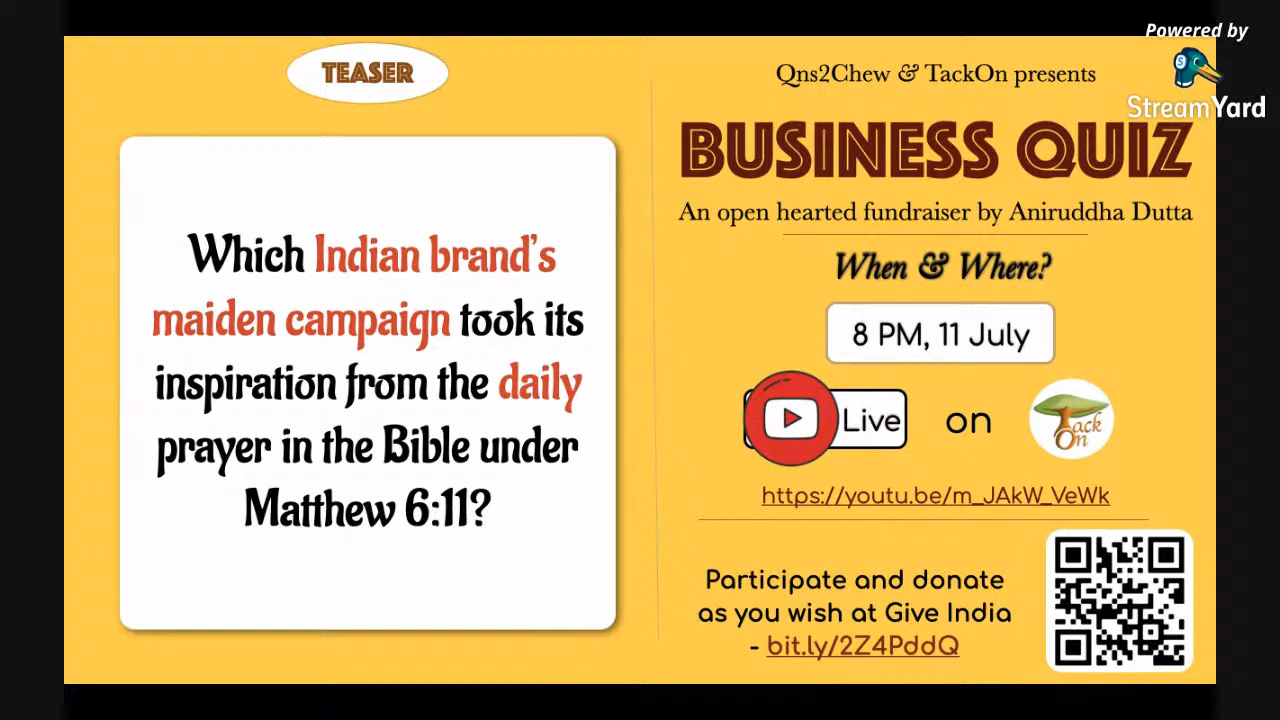 Powered by
StreamYard
TEASER
Which Indian brand's
maiden campaign took its
inspiration from the daily
prayer in the Bible under
Matthew 6:11?
Qns2Chew & TackOn presents
BUSINESS QUIZ
An open hearted fundraiser by Aniruddha Dutta
When & Where?
8 PM, 11 July
Live on Tack On
https://youtu.be/m_JAkW_VeWk
Participate and donate
as you wish at Give India
- bit.ly/2Z4PddQ